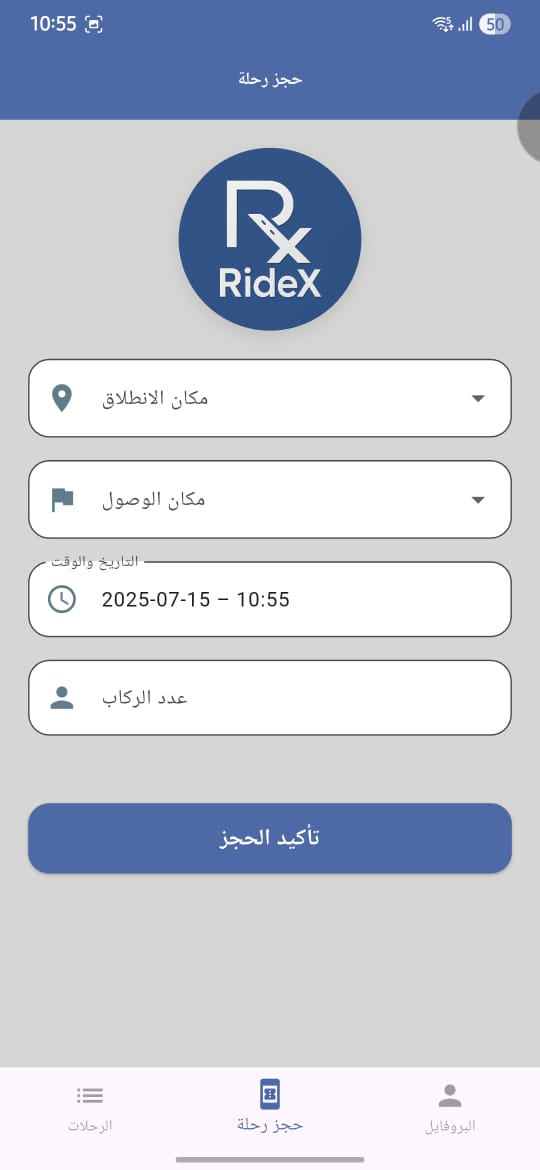 10:55
50
حجز رحلة
Rx
RideX
مكان الانطلاق
مكان الوصول
التاريخ والوقت
2025-07-15 – 10:55
عدد الركاب
تأكيد الحجز
الرحلات
حجز رحلة
البروفايل